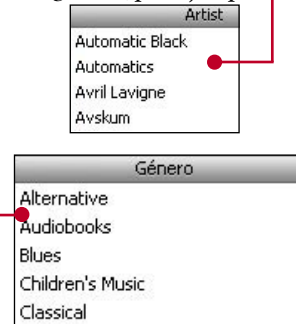 Artist
Automatic Black
Automatics
Avril Lavigne
Avskum
Género
Alternative
Audiobooks
Blues
Children's Music
Classical